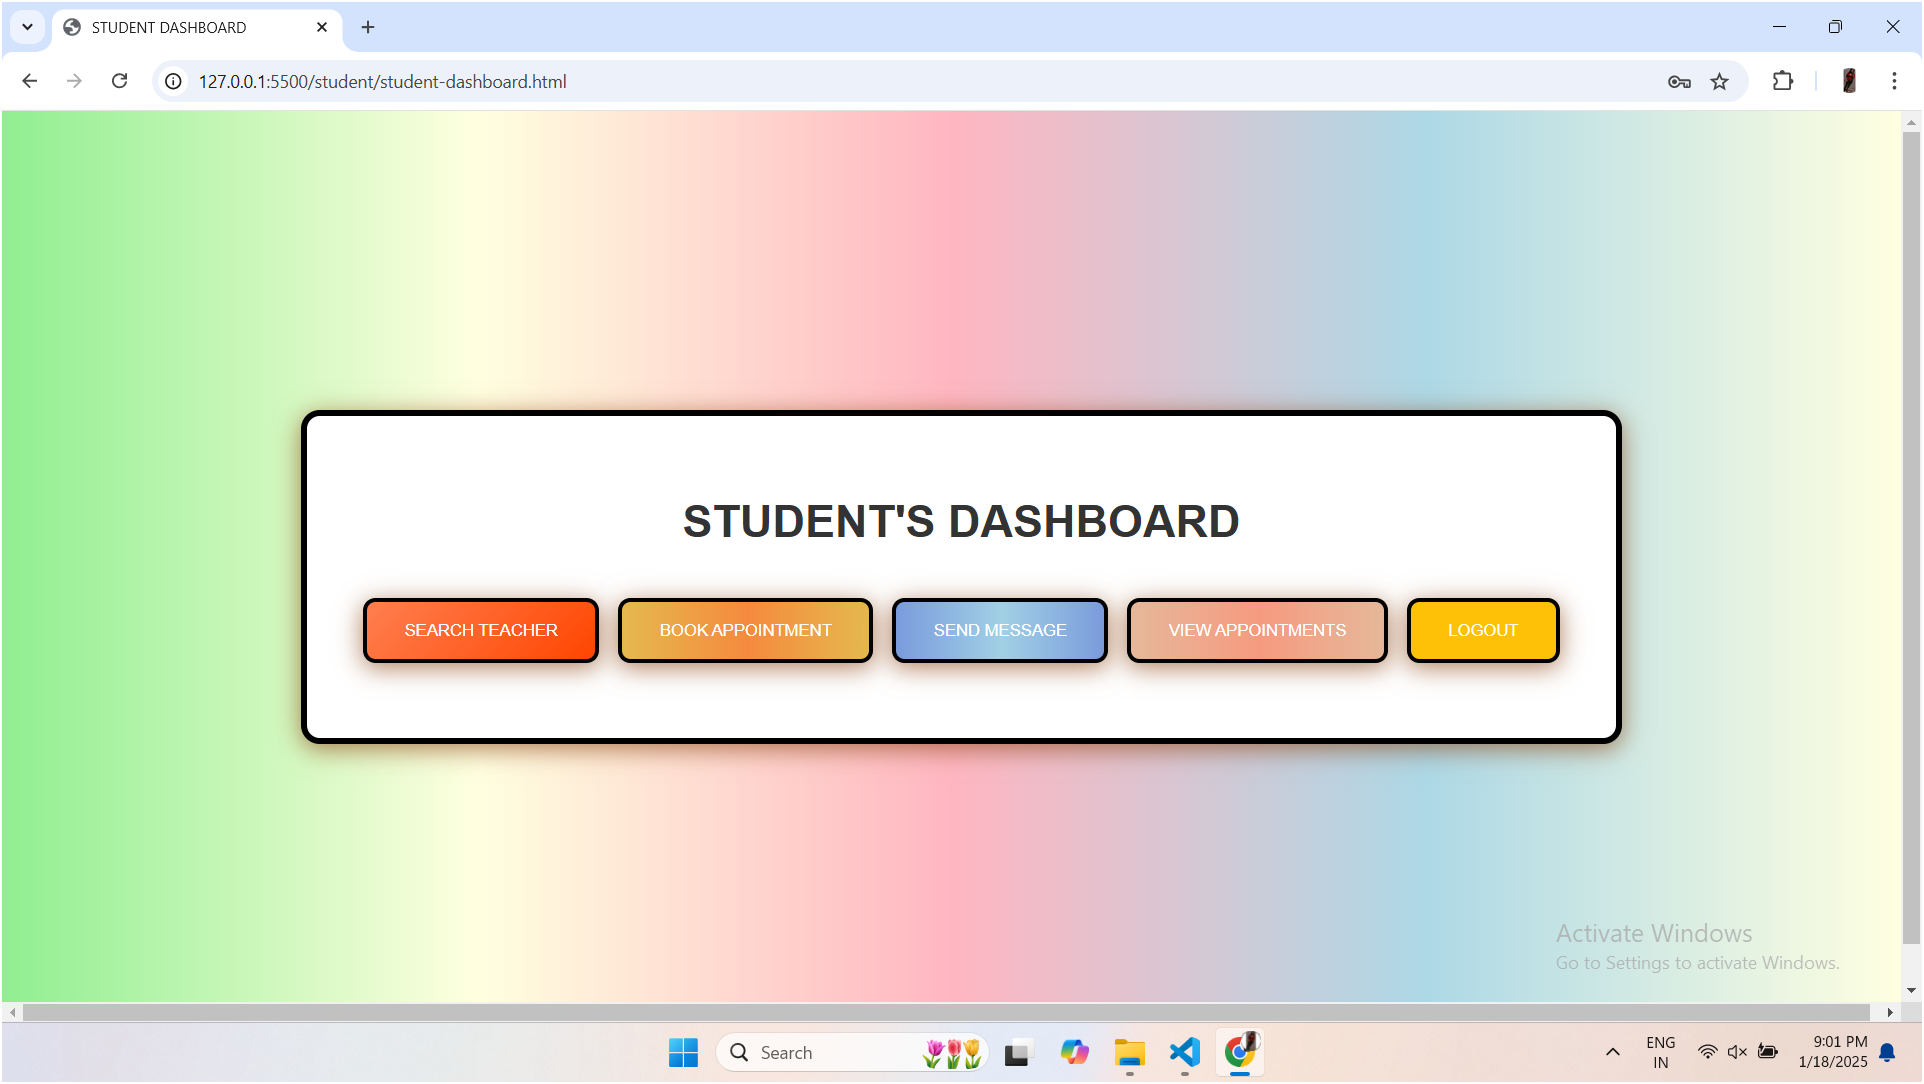 STUDENT DASHBOARD
127.0.0.1:5500/student/student-dashboard.html
STUDENT'S DASHBOARD
SEARCH TEACHER
BOOK APPOINTMENT
SEND MESSAGE
VIEW APPOINTMENTS
LOGOUT
Activate Windows
Go to Settings to activate Windows.
Search
ENG
IN
9:01 PM
1/18/2025